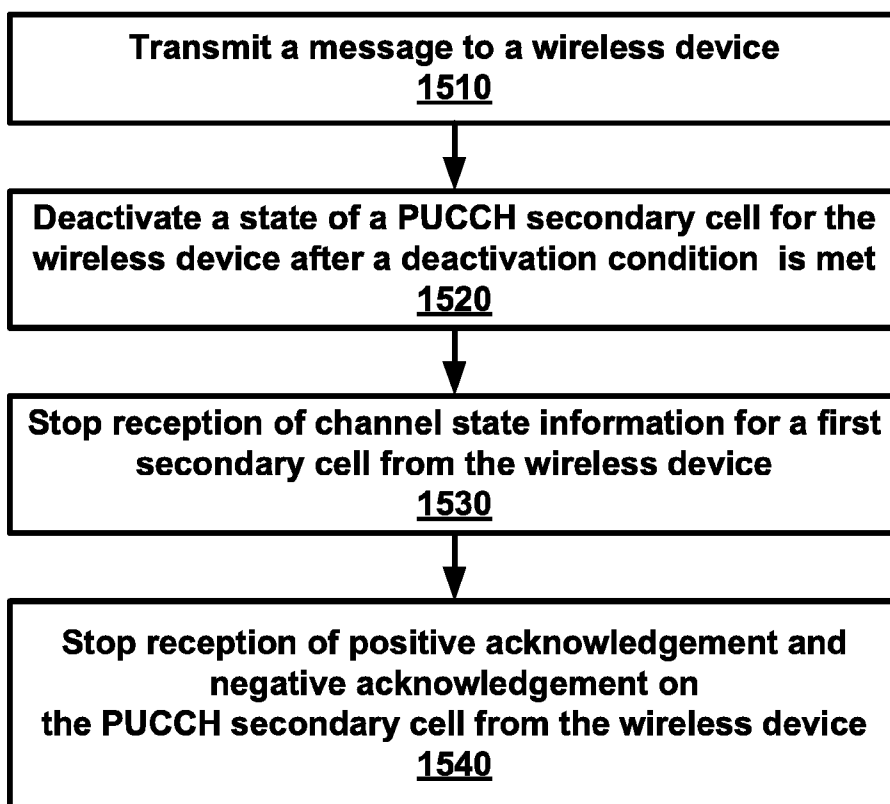 Transmit a message to a wireless device
1510
Deactivate a state of a PUCCH secondary cell for the
wireless device after a deactivation condition is met
1520
Stop reception of channel state information for a first
secondary cell from the wireless device
1530
Stop reception of positive acknowledgement and
negative acknowledgement on
the PUCCH secondary cell from the wireless device
1540